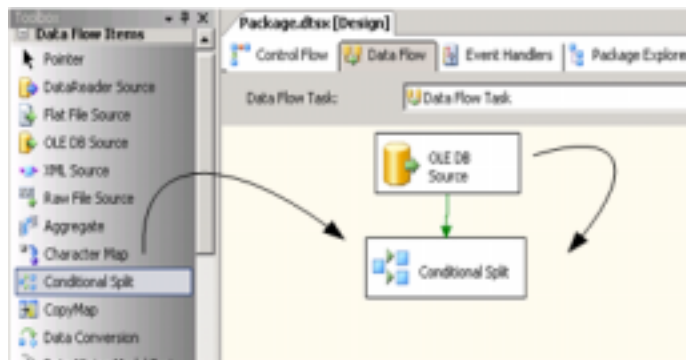 Toolbox
Data Flow Items
Pointer
DataReader Source
Flat File Source
OLE DB Source
XML Source
Raw File Source
Aggregate
Character Map
Conditional Split
CopyMap
Data Conversion
Package.dtsx [Design]
Control Flow
Data Flow
Event Handlers
Package Explore
Data Flow Task:
Data Flow Task
OLE DB
Source
Conditional Split